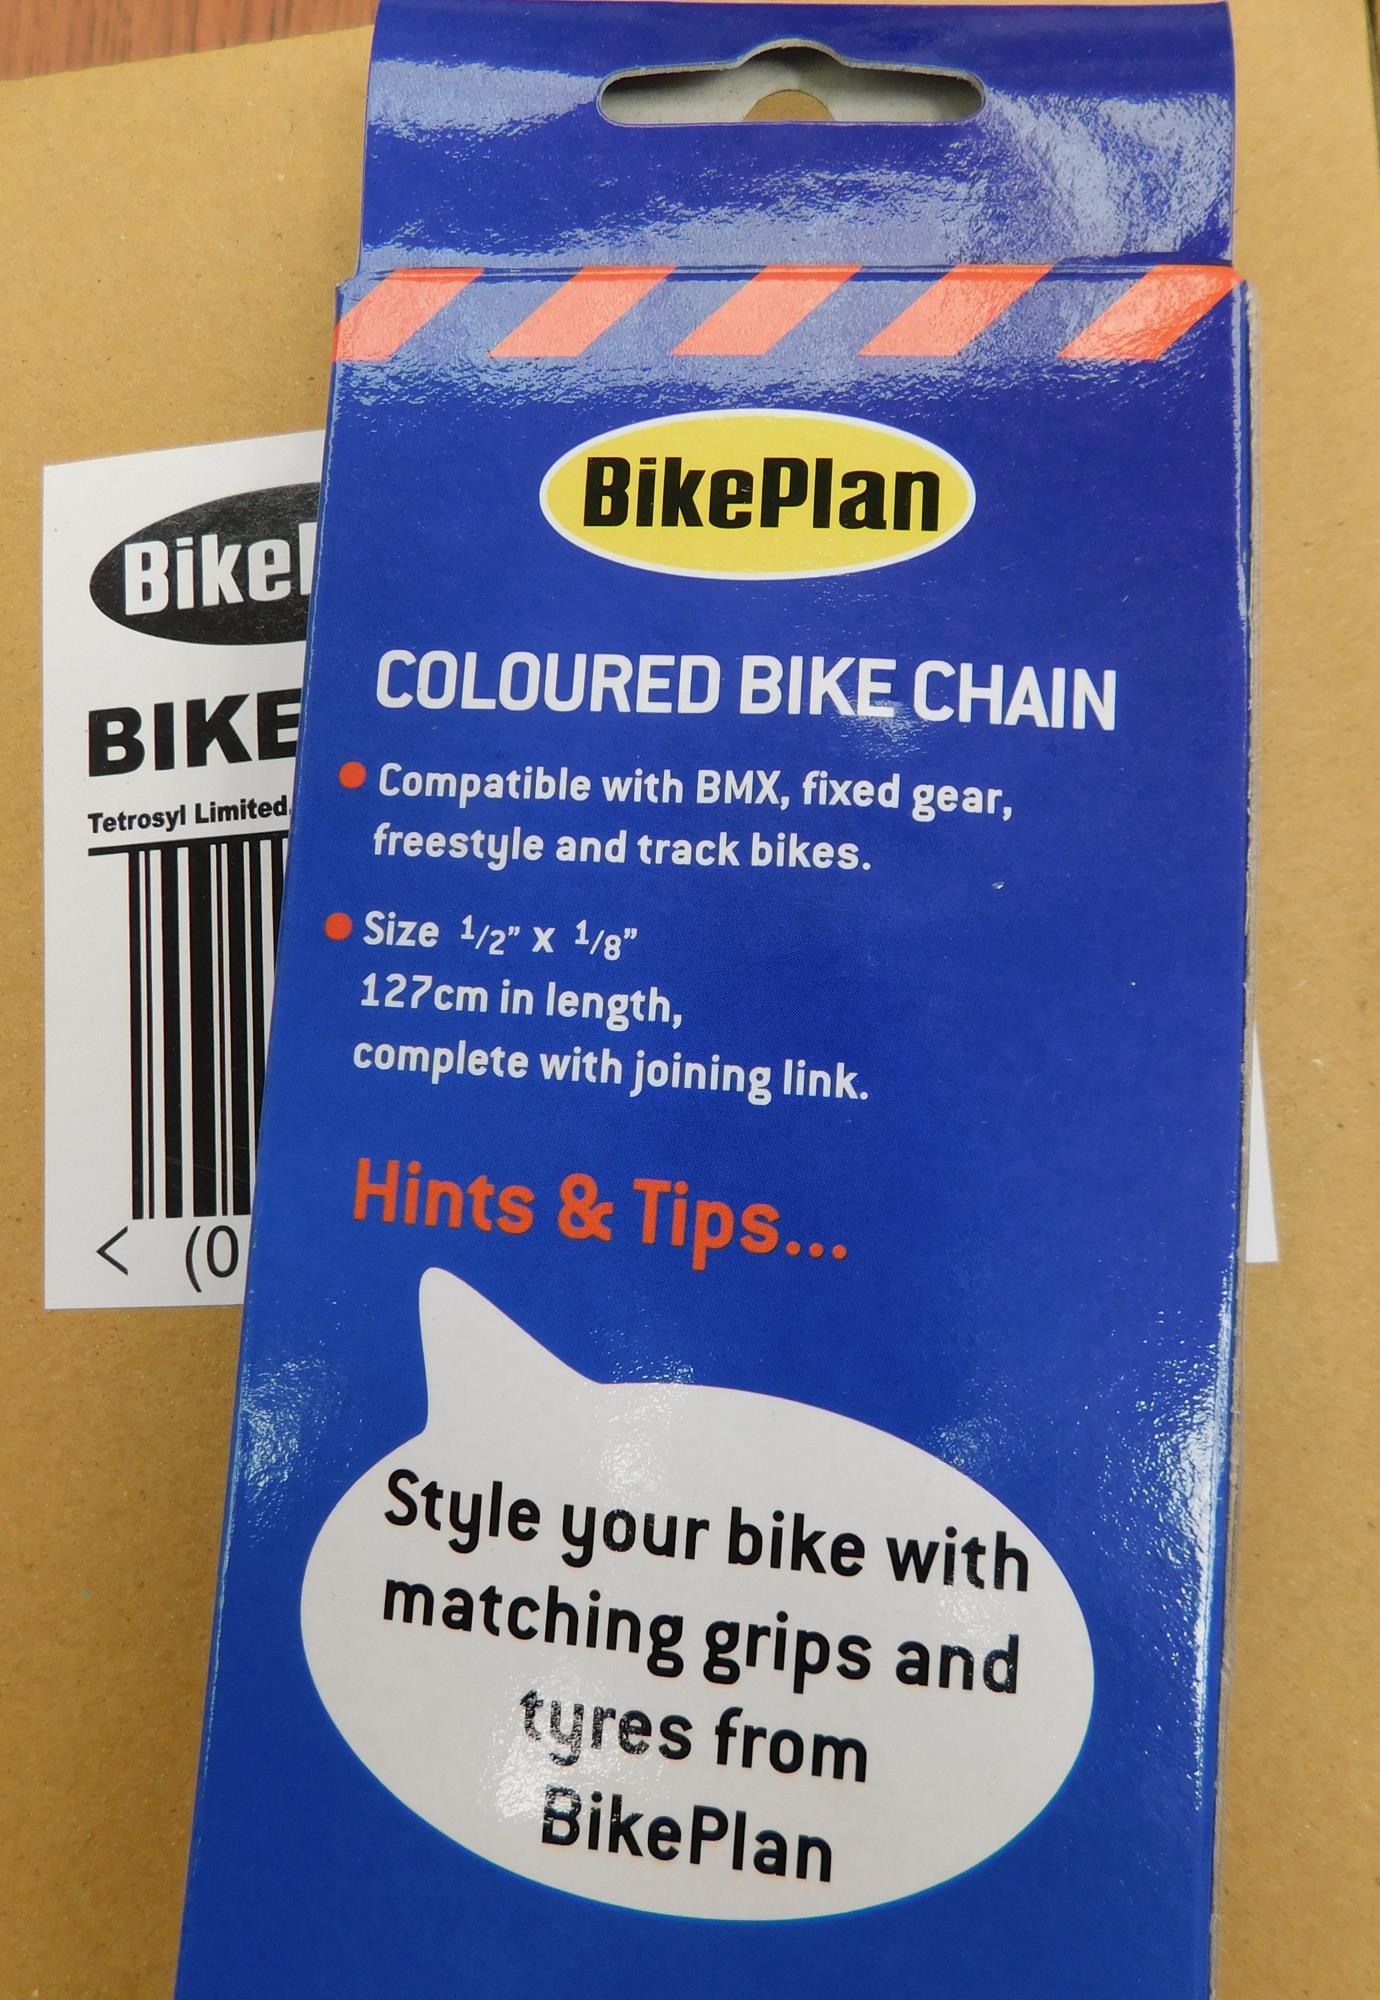 BikePlan
COLOURED BIKE CHAIN
Compatible with BMX, fixed gear,
freestyle and track bikes.
Size 1/2” x 1/8”
127cm in length,
complete with joining link.
Hints & Tips...
Style your bike with
matching grips and
tyres from
BikePlan
Bike
BIKE
Tetrosyl Limited
< (0